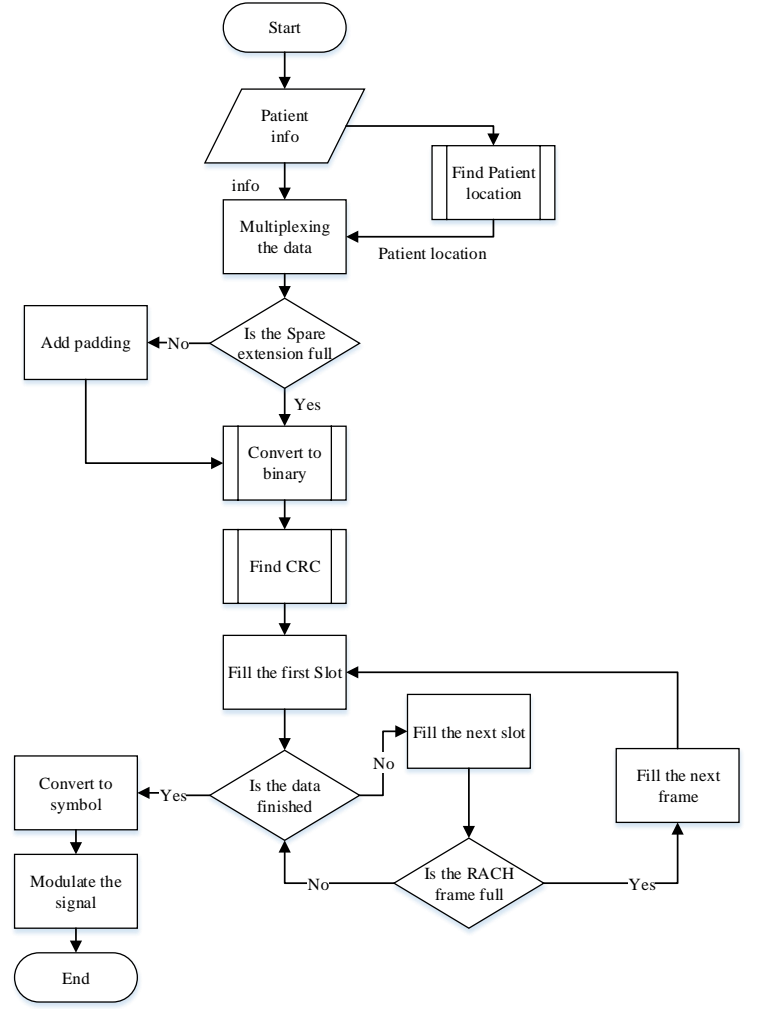 Start
Patient
info
Find Patient
location
info
Multiplexing
the data
Patient location
Is the Spare
extension full
No
Add padding
Yes
Convert to
binary
Find CRC
Fill the first Slot
Fill the next slot
No
Is the data
finished
Yes
Convert to
symbol
Fill the next
frame
Is the RACH
frame full
No
Yes
Modulate the
signal
End